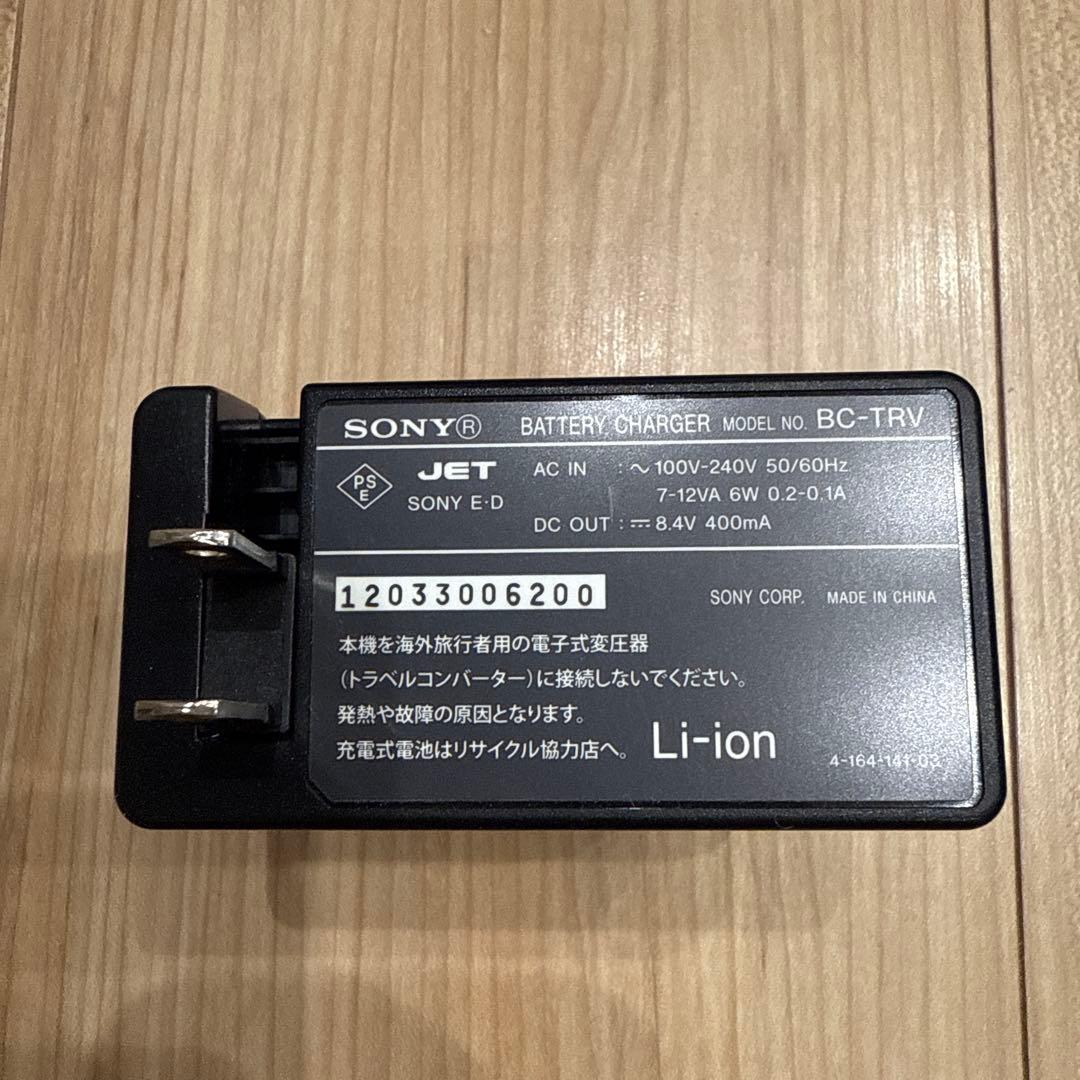 SONY® BATTERY CHARGER MODEL NO. BC-TRV
PS
E
JET
SONY E·D
AC IN : ～ 100V-240V 50/60Hz
7-12VA 6W 0.2-0.1A
DC OUT : ⎓ 8.4V 400mA
12033006200
SONY CORP. MADE IN CHINA
本機を海外旅行者用の電子式変圧器
(トラベルコンバーター)に接続しないでください。
発熱や故障の原因となります。
充電式電池はリサイクル協力店へ。
Li-ion
4-164-141-03